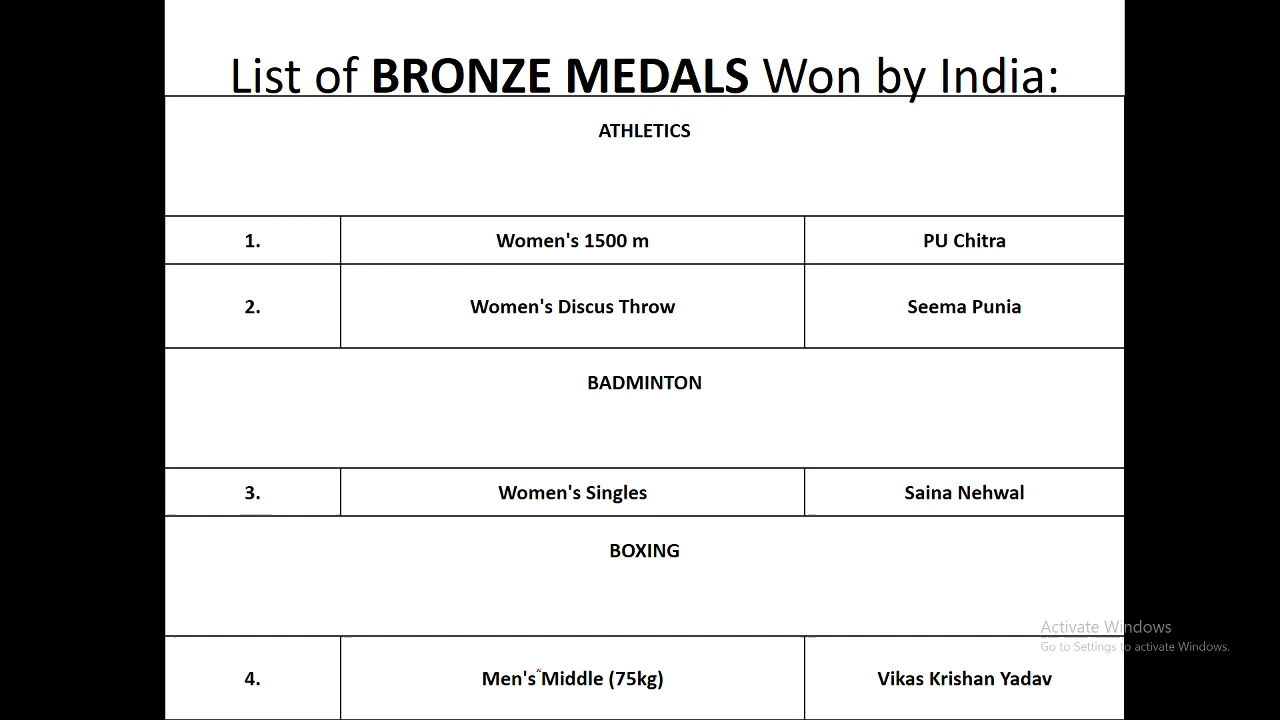 List of BRONZE MEDALS Won by India:
ATHLETICS
1. Women's 1500 m PU Chitra
2. Women's Discus Throw Seema Punia
BADMINTON
3. Women's Singles Saina Nehwal
BOXING
Activate Windows
Go to Settings to activate Windows.
4. Men's Middle (75kg) Vikas Krishan Yadav